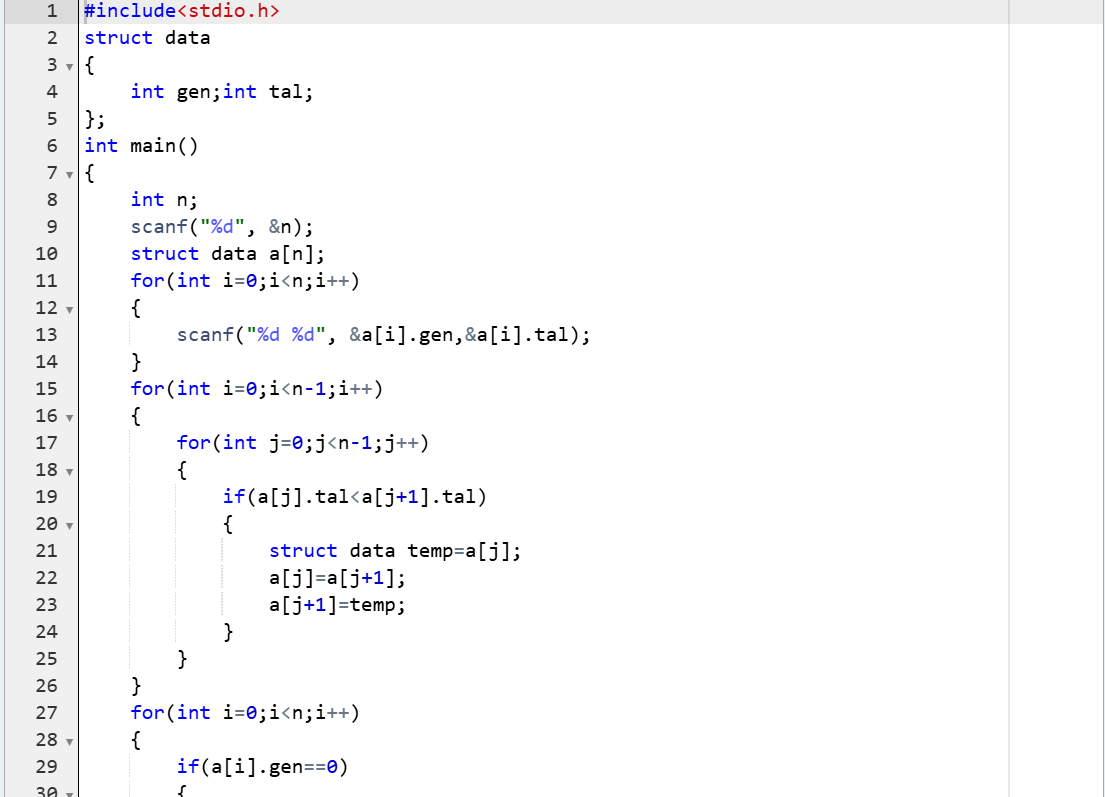 1 #include<stdio.h>
2 struct data
3 {
4 int gen;int tal;
5 };
6 int main()
7 {
8 int n;
9 scanf("%d", &n);
10 struct data a[n];
11 for(int i=0;i<n;i++)
12 {
13 scanf("%d %d", &a[i].gen,&a[i].tal);
14 }
15 for(int i=0;i<n-1;i++)
16 {
17 for(int j=0;j<n-1;j++)
18 {
19 if(a[j].tal<a[j+1].tal)
20 {
21 struct data temp=a[j];
22 a[j]=a[j+1];
23 a[j+1]=temp;
24 }
25 }
26 }
27 for(int i=0;i<n;i++)
28 {
29 if(a[i].gen==0)
30 {